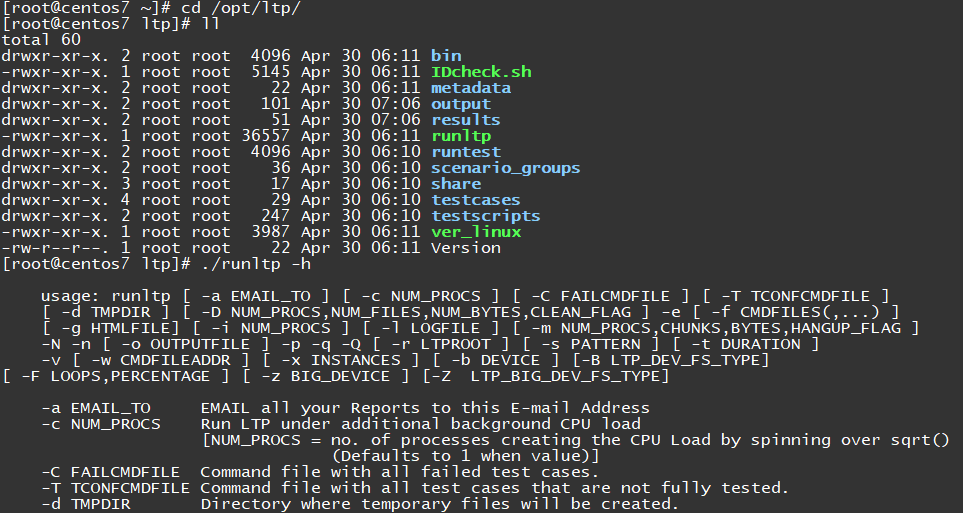 [root@centos7 ~]# cd /opt/ltp/
[root@centos7 ltp]# ll
total 60
drwxr-xr-x. 2 root root  4096 Apr 30 06:11 bin
-rwxr-xr-x. 1 root root  5145 Apr 30 06:11 IDcheck.sh
drwxr-xr-x. 2 root root    22 Apr 30 06:11 metadata
drwxr-xr-x. 2 root root   101 Apr 30 07:06 output
drwxr-xr-x. 2 root root    51 Apr 30 07:06 results
-rwxr-xr-x. 1 root root 36557 Apr 30 06:11 runltp
drwxr-xr-x. 2 root root  4096 Apr 30 06:10 runtest
drwxr-xr-x. 2 root root    36 Apr 30 06:10 scenario_groups
drwxr-xr-x. 3 root root    17 Apr 30 06:10 share
drwxr-xr-x. 4 root root    29 Apr 30 06:10 testcases
drwxr-xr-x. 2 root root   247 Apr 30 06:10 testscripts
-rwxr-xr-x. 1 root root  3987 Apr 30 06:11 ver_linux
-rw-r--r--. 1 root root    22 Apr 30 06:11 Version
[root@centos7 ltp]# ./runltp -h
usage: runltp [ -a EMAIL_TO ] [ -c NUM_PROCS ] [ -C FAILCMDFILE ] [ -T TCONFCMDFILE ]
[ -d TMPDIR ] [ -D NUM_PROCS,NUM_FILES,NUM_BYTES,CLEAN_FLAG ] -e [ -f CMDFILES(,...) ]
[ -g HTMLFILE] [ -i NUM_PROCS ] [ -l LOGFILE ] [ -m NUM_PROCS,CHUNKS,BYTES,HANGUP_FLAG ]
-N -n [ -o OUTPUTFILE ] -p -q -Q [ -r LTPROOT ] [ -s PATTERN ] [ -t DURATION ]
-v [ -w CMDFILEADDR ] [ -x INSTANCES ] [ -b DEVICE ] [-B LTP_DEV_FS_TYPE]
[ -F LOOPS,PERCENTAGE ] [ -z BIG_DEVICE ] [-Z  LTP_BIG_DEV_FS_TYPE]
-a EMAIL_TO     EMAIL all your Reports to this E-mail Address
-c NUM_PROCS    Run LTP under additional background CPU load
[NUM_PROCS = no. of processes creating the CPU Load by spinning over sqrt()
(Defaults to 1 when value)]
-C FAILCMDFILE  Command file with all failed test cases.
-T TCONFCMDFILE Command file with all test cases that are not fully tested.
-d TMPDIR       Directory where temporary files will be created.